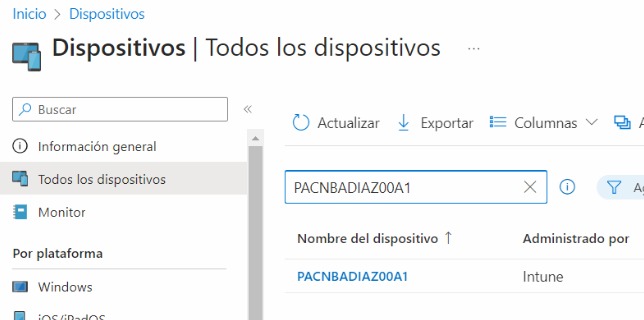 Inicio > Dispositivos
Dispositivos | Todos los dispositivos ...
Buscar
«
Información general
Todos los dispositivos
Monitor
Por plataforma
Windows
iOS/iPadOS
Actualizar Exportar Columnas
PACNBADIAZ00A1
Nombre del dispositivo ↑ Administrado por
PACNBADIAZ00A1 Intune